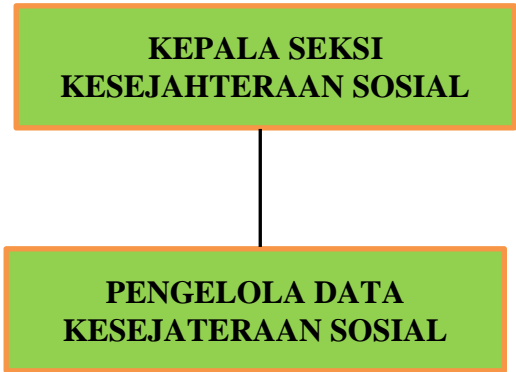 KEPALA SEKSI
KESEJAHTERAAN SOSIAL
PENGELOLA DATA
KESEJATERAAN SOSIAL